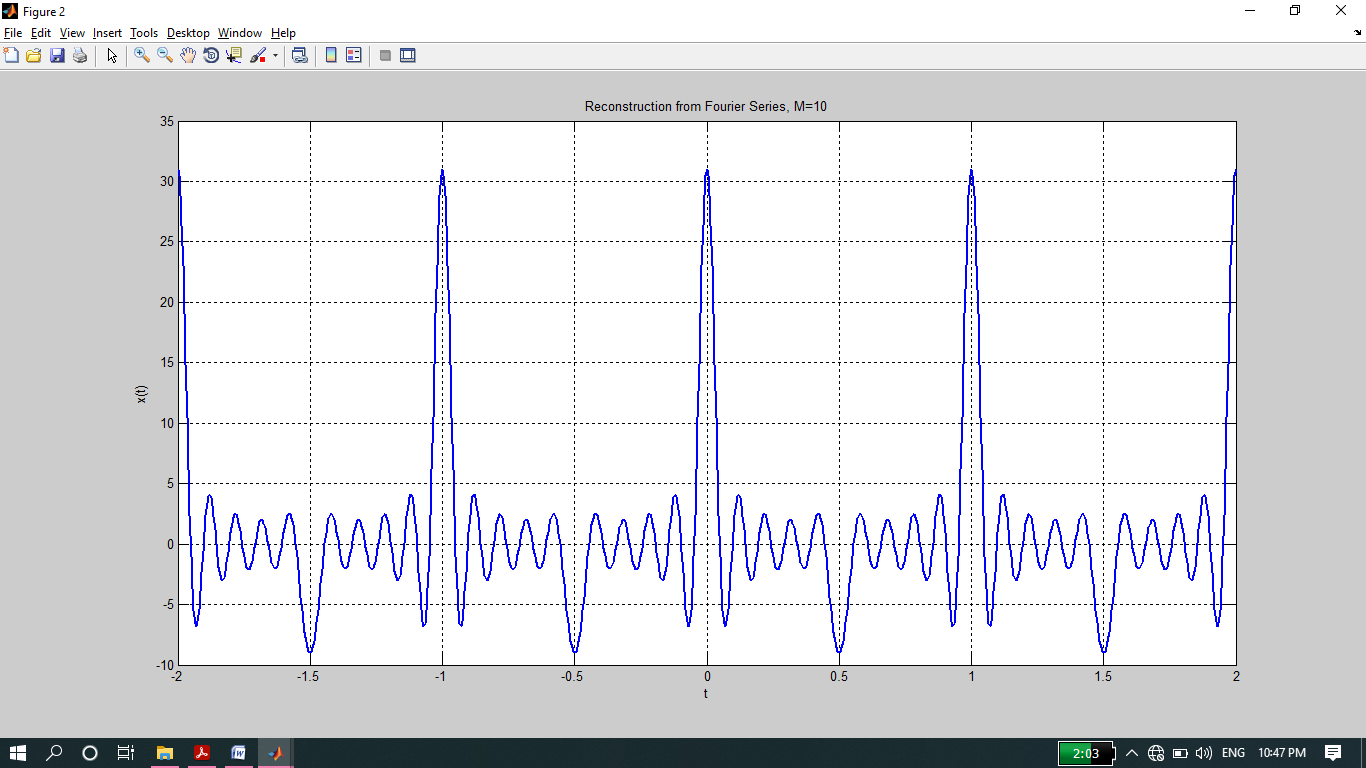 Figure 2
File Edit View Insert Tools Desktop Window Help
Reconstruction from Fourier Series, M=10
35
30
25
20
15
10
5
0
-5
-10
x(t)
-2 -1.5 -1 -0.5 0 0.5 1 1.5 2
t
2:03 ENG 10:47 PM